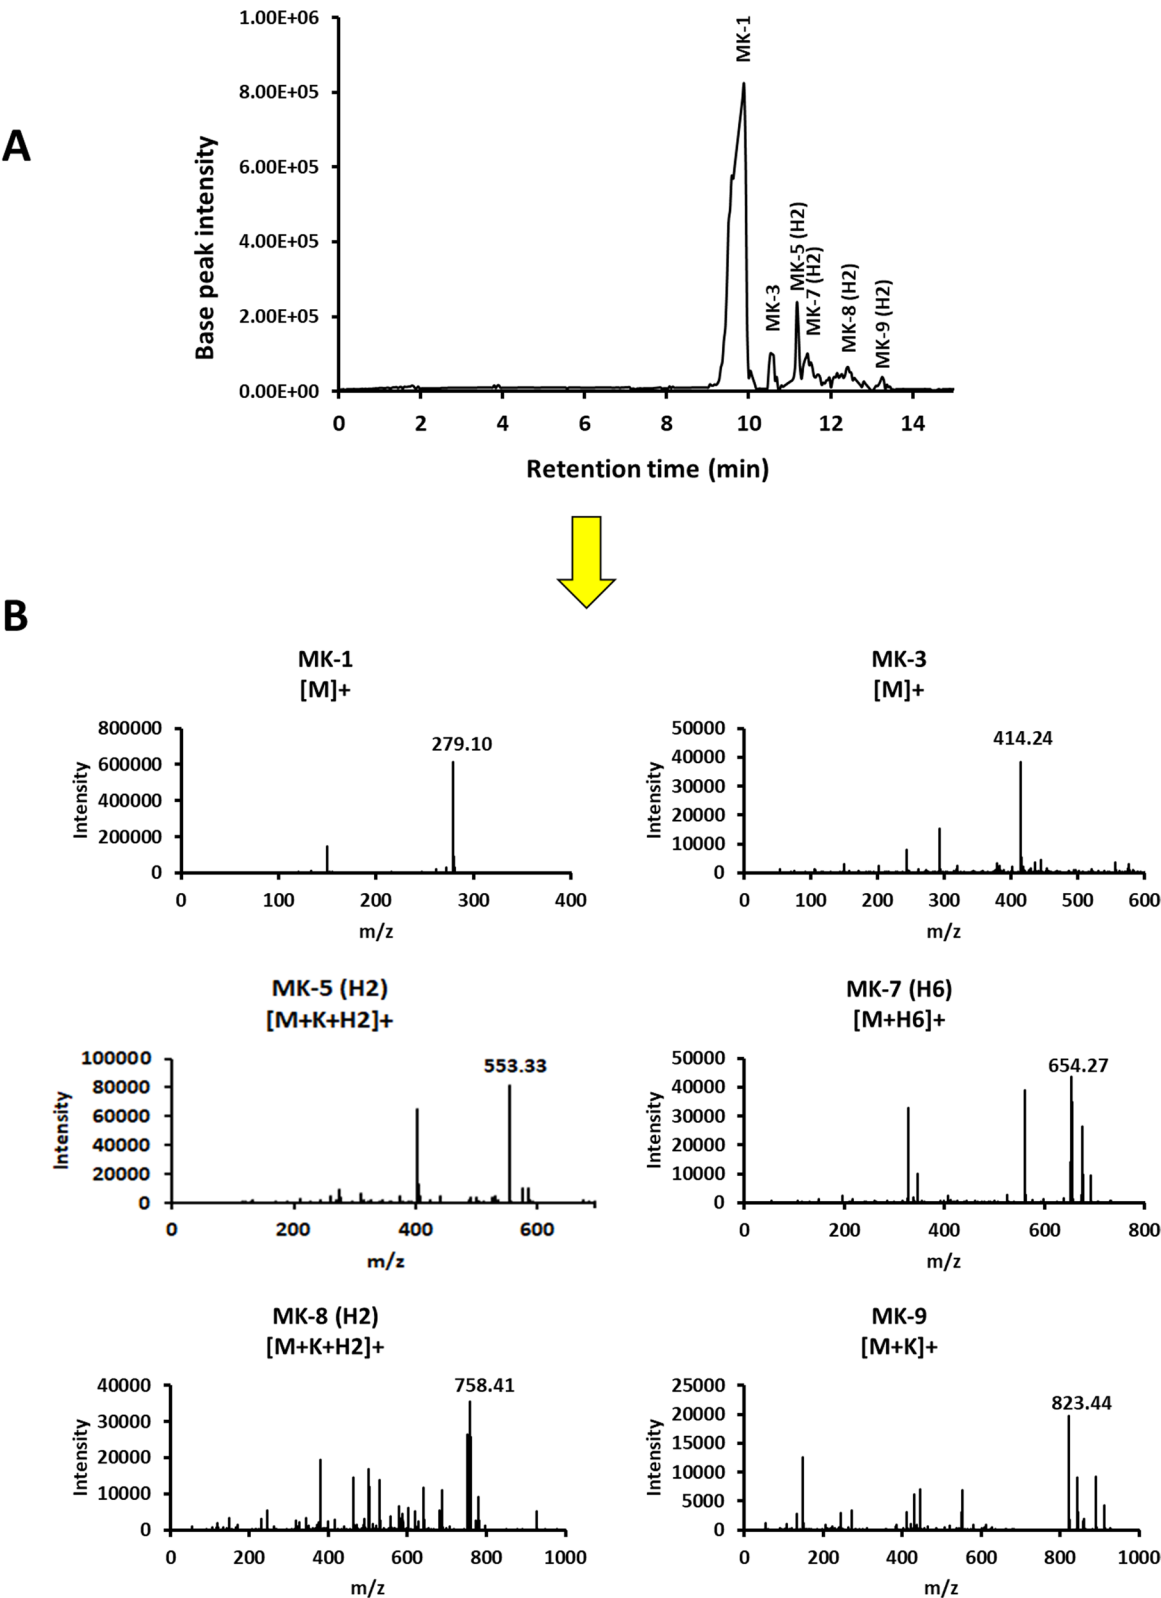 A
Base peak intensity
1.00E+06
8.00E+05
6.00E+05
4.00E+05
2.00E+05
0.00E+00
MK-1
MK-3
MK-5 (H2)
MK-7 (H2)
MK-8 (H2)
MK-9 (H2)
0 2 4 6 8 10 12 14
Retention time (min)
B
MK-1
[M]+
Intensity
800000
600000
400000
200000
0
279.10
0 100 200 300 400
m/z
MK-3
[M]+
Intensity
50000
40000
30000
20000
10000
0
414.24
0 100 200 300 400 500 600
m/z
MK-5 (H2)
[M+K+H2]+
Intensity
100000
80000
60000
40000
20000
0
553.33
0 200 400 600
m/z
MK-7 (H6)
[M+H6]+
Intensity
50000
40000
30000
20000
10000
0
654.27
0 200 400 600 800
m/z
MK-8 (H2)
[M+K+H2]+
Intensity
40000
30000
20000
10000
0
758.41
0 200 400 600 800 1000
m/z
MK-9
[M+K]+
Intensity
25000
20000
15000
10000
5000
0
823.44
0 200 400 600 800 1000
m/z